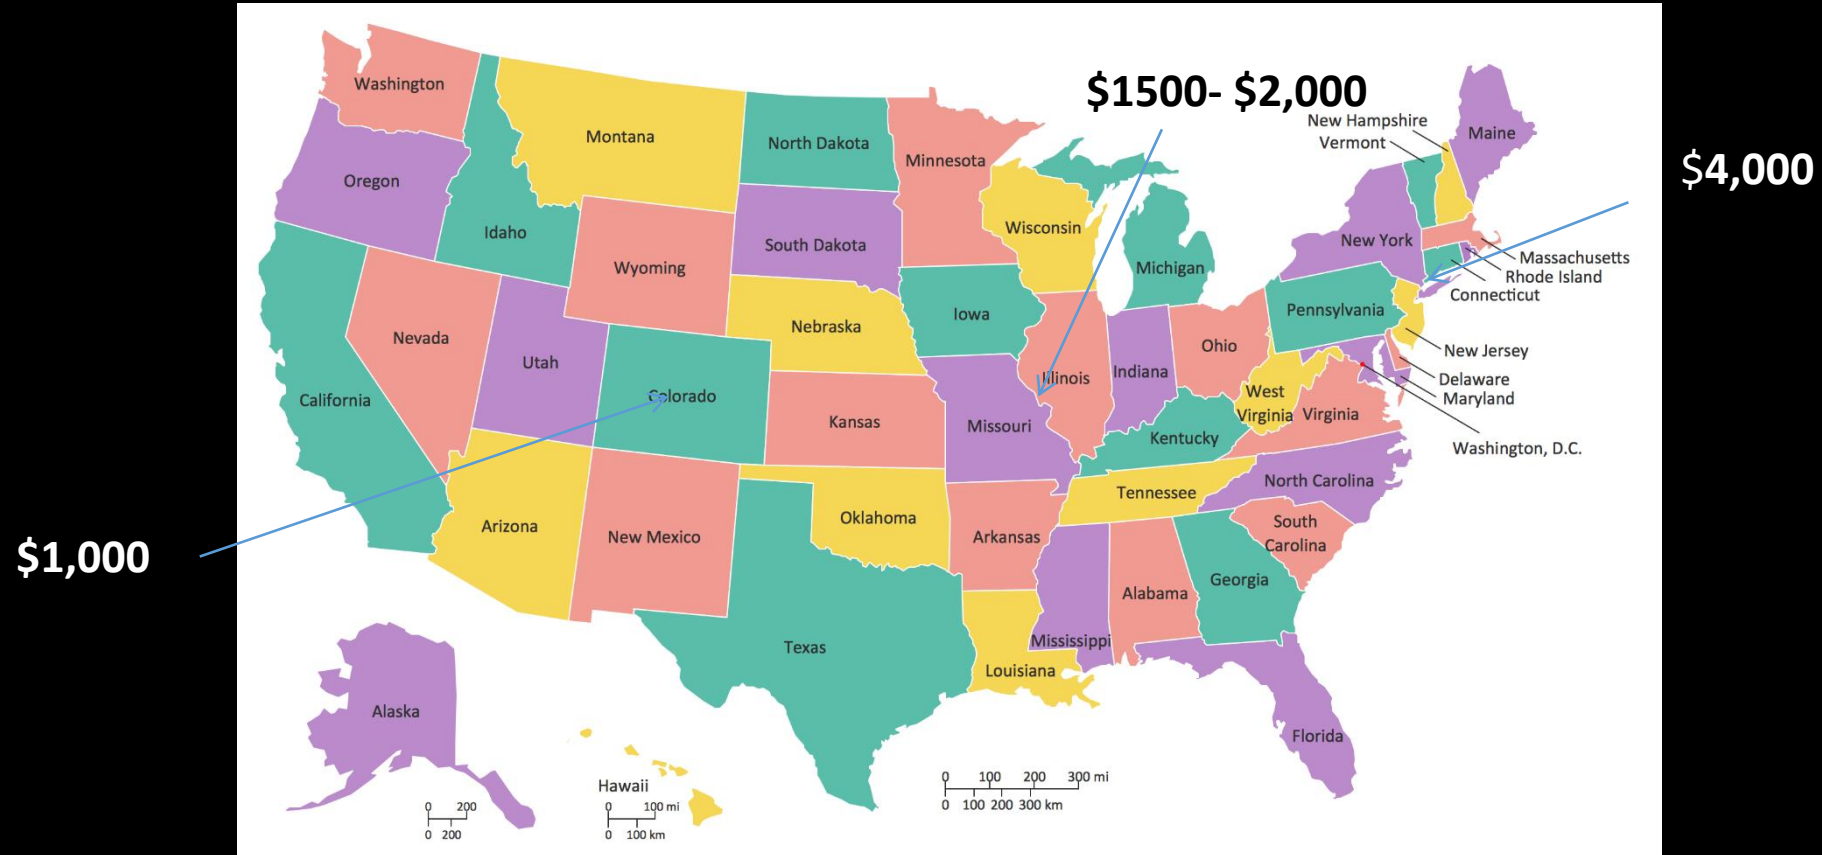 $1500- $2,000
$4,000
$1,000
Washington
Montana
North Dakota
Minnesota
New Hampshire
Vermont
Maine
Oregon
Idaho
Wyoming
South Dakota
Wisconsin
Michigan
New York
Massachusetts
Rhode Island
Connecticut
Nevada
Utah
Nebraska
Iowa
Pennsylvania
Ohio
New Jersey
Delaware
Maryland
Washington, D.C.
California
Colorado
Kansas
Missouri
Illinois
Indiana
West
Virginia
Virginia
Kentucky
Arizona
New Mexico
Oklahoma
Arkansas
Tennessee
North Carolina
South
Carolina
Texas
Louisiana
Mississippi
Alabama
Georgia
Florida
Alaska
0 200
0 200
Hawaii
0 100 mi
0 100 km
0 100 200 300 mi
0 100 200 300 km